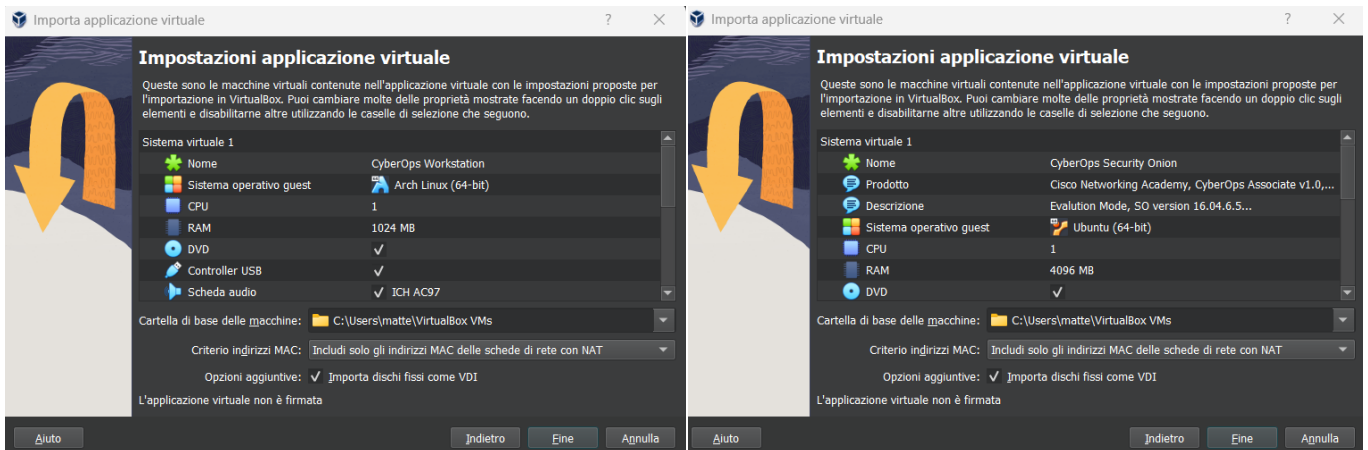 Importa applicazione virtuale
Impostazioni applicazione virtuale
Queste sono le macchine virtuali contenute nell'applicazione virtuale con le impostazioni proposte per
l'importazione in VirtualBox. Puoi cambiare molte delle proprietà mostrate facendo un doppio clic sugli
elementi e disabilitarne altre utilizzando le caselle di selezione che seguono.
Sistema virtuale 1
Nome CyberOps Workstation
Sistema operativo guest Arch Linux (64-bit)
CPU 1
RAM 1024 MB
DVD
Controller USB
Scheda audio ICH AC97
Cartella di base delle macchine: C:\Users\matte\VirtualBox VMs
Criterio indirizzi MAC: Includi solo gli indirizzi MAC delle schede di rete con NAT
Opzioni aggiuntive: Importa dischi fissi come VDI
L'applicazione virtuale non è firmata
Aiuto Indietro Fine Annulla
Importa applicazione virtuale
Impostazioni applicazione virtuale
Queste sono le macchine virtuali contenute nell'applicazione virtuale con le impostazioni proposte per
l'importazione in VirtualBox. Puoi cambiare molte delle proprietà mostrate facendo un doppio clic sugli
elementi e disabilitarne altre utilizzando le caselle di selezione che seguono.
Sistema virtuale 1
Nome CyberOps Security Onion
Prodotto Cisco Networking Academy, CyberOps Associate v1.0,...
Descrizione Evalution Mode, SO version 16.04.6.5...
Sistema operativo guest Ubuntu (64-bit)
CPU 1
RAM 4096 MB
DVD
Cartella di base delle macchine: C:\Users\matte\VirtualBox VMs
Criterio indirizzi MAC: Includi solo gli indirizzi MAC delle schede di rete con NAT
Opzioni aggiuntive: Importa dischi fissi come VDI
L'applicazione virtuale non è firmata
Aiuto Indietro Fine Annulla